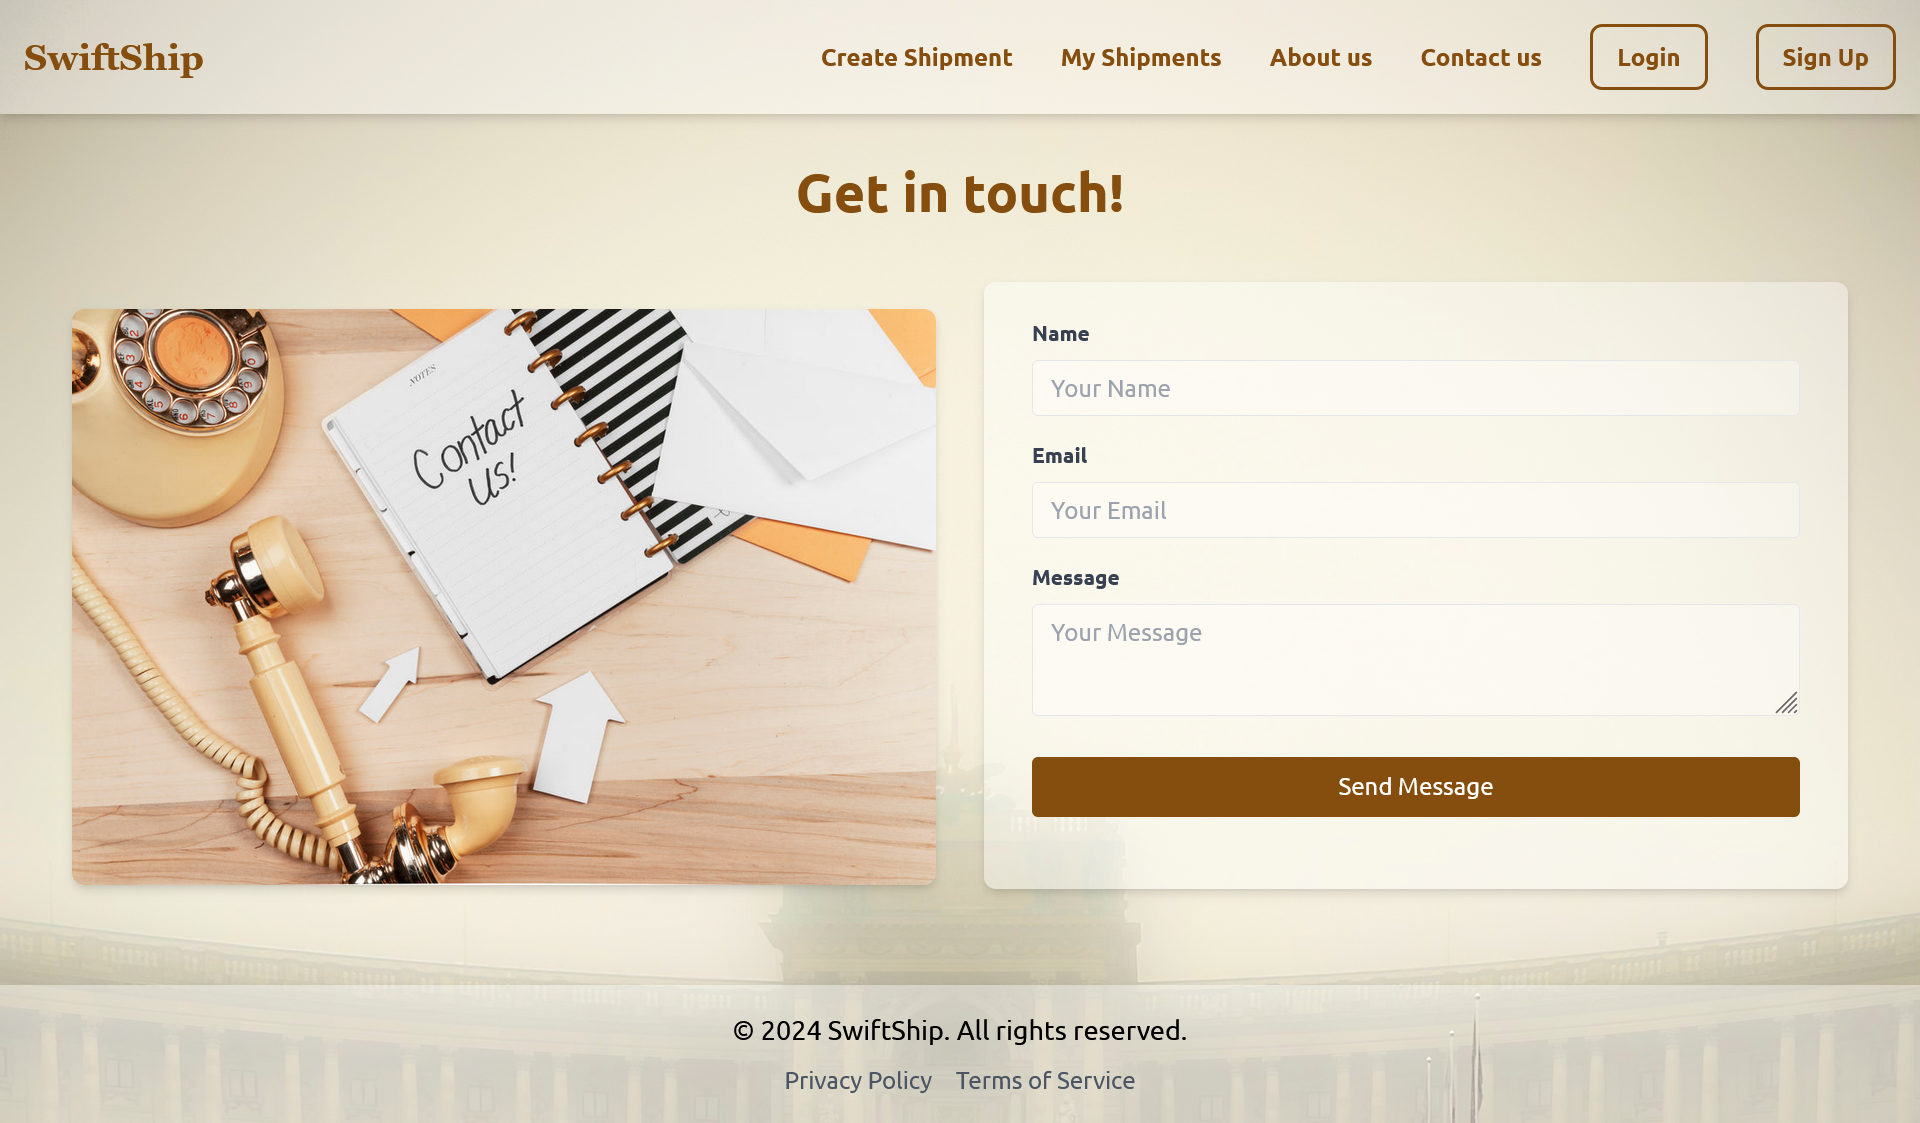 SwiftShip
Create Shipment
My Shipments
About us
Contact us
Login
Sign Up
Get in touch!
NOTES
Contact
us!
Name
Your Name
Email
Your Email
Message
Your Message
Send Message
© 2024 SwiftShip. All rights reserved.
Privacy Policy
Terms of Service